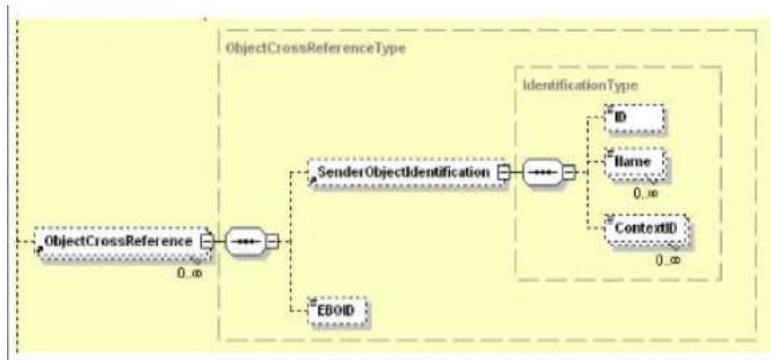 ObjectCrossReferenceType
IdentificationType
ID
SenderObjectIdentification
Name
0..∞
ObjectCrossReference
0..∞
ContextID
0..∞
EBOID